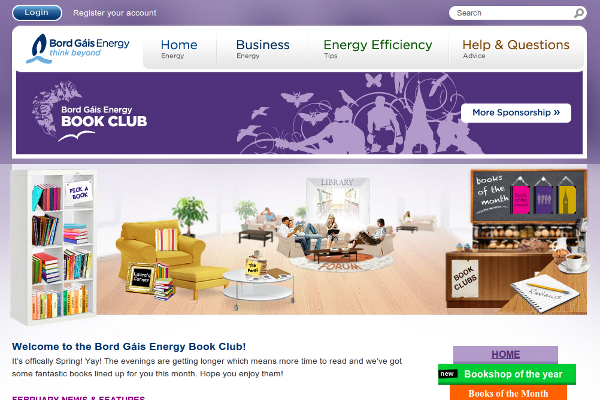 Login
Register your account
Search
Bord Gáis Energy
think beyond
Home
Energy
Business
Energy
Energy Efficiency
Tips
Help & Questions
Advice
Bord Gáis Energy
BOOK CLUB
More Sponsorship »
PICK A
BOOK
LIBRARY
FORUM
books
of the
month
BOOK
CLUBS
Reviews
Welcome to the Bord Gáis Energy Book Club!
It's offically Spring! Yay! The evenings are getting longer which means more time to read and we've got
some fantastic books lined up for you this month. Hope you enjoy them!
FEBRUARY NEWS & FEATURES
HOME
new Bookshop of the year
Books of the Month